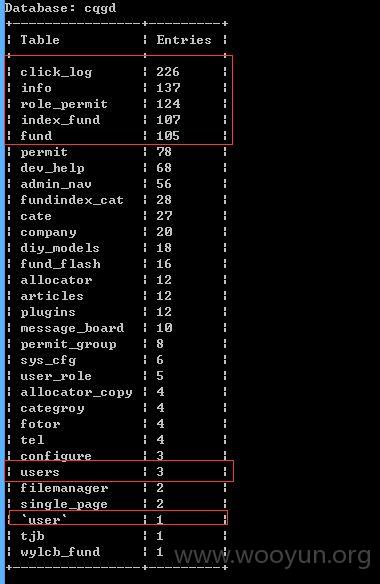 Database: cqgd
+----------------+---------+
| Table | Entries |
+----------------+---------+
| click_log | 226 |
| info | 137 |
| role_permit | 124 |
| index_fund | 107 |
| fund | 105 |
| permit | 78 |
| dev_help | 68 |
| admin_nav | 56 |
| fundindex_cat | 28 |
| cate | 27 |
| company | 20 |
| diy_models | 18 |
| fund_flash | 16 |
| allocator | 12 |
| articles | 12 |
| plugins | 12 |
| message_board | 10 |
| permit_group | 8 |
| sys_cfg | 6 |
| user_role | 5 |
| allocator_copy | 4 |
| categroy | 4 |
| fotor | 4 |
| tel | 4 |
| configure | 3 |
| users | 3 |
| filemanager | 2 |
| single_page | 2 |
| `user` | 1 |
| tjb | 1 |
| wylcb_fund | 1 |
+----------------+---------+
www.wooyun.org